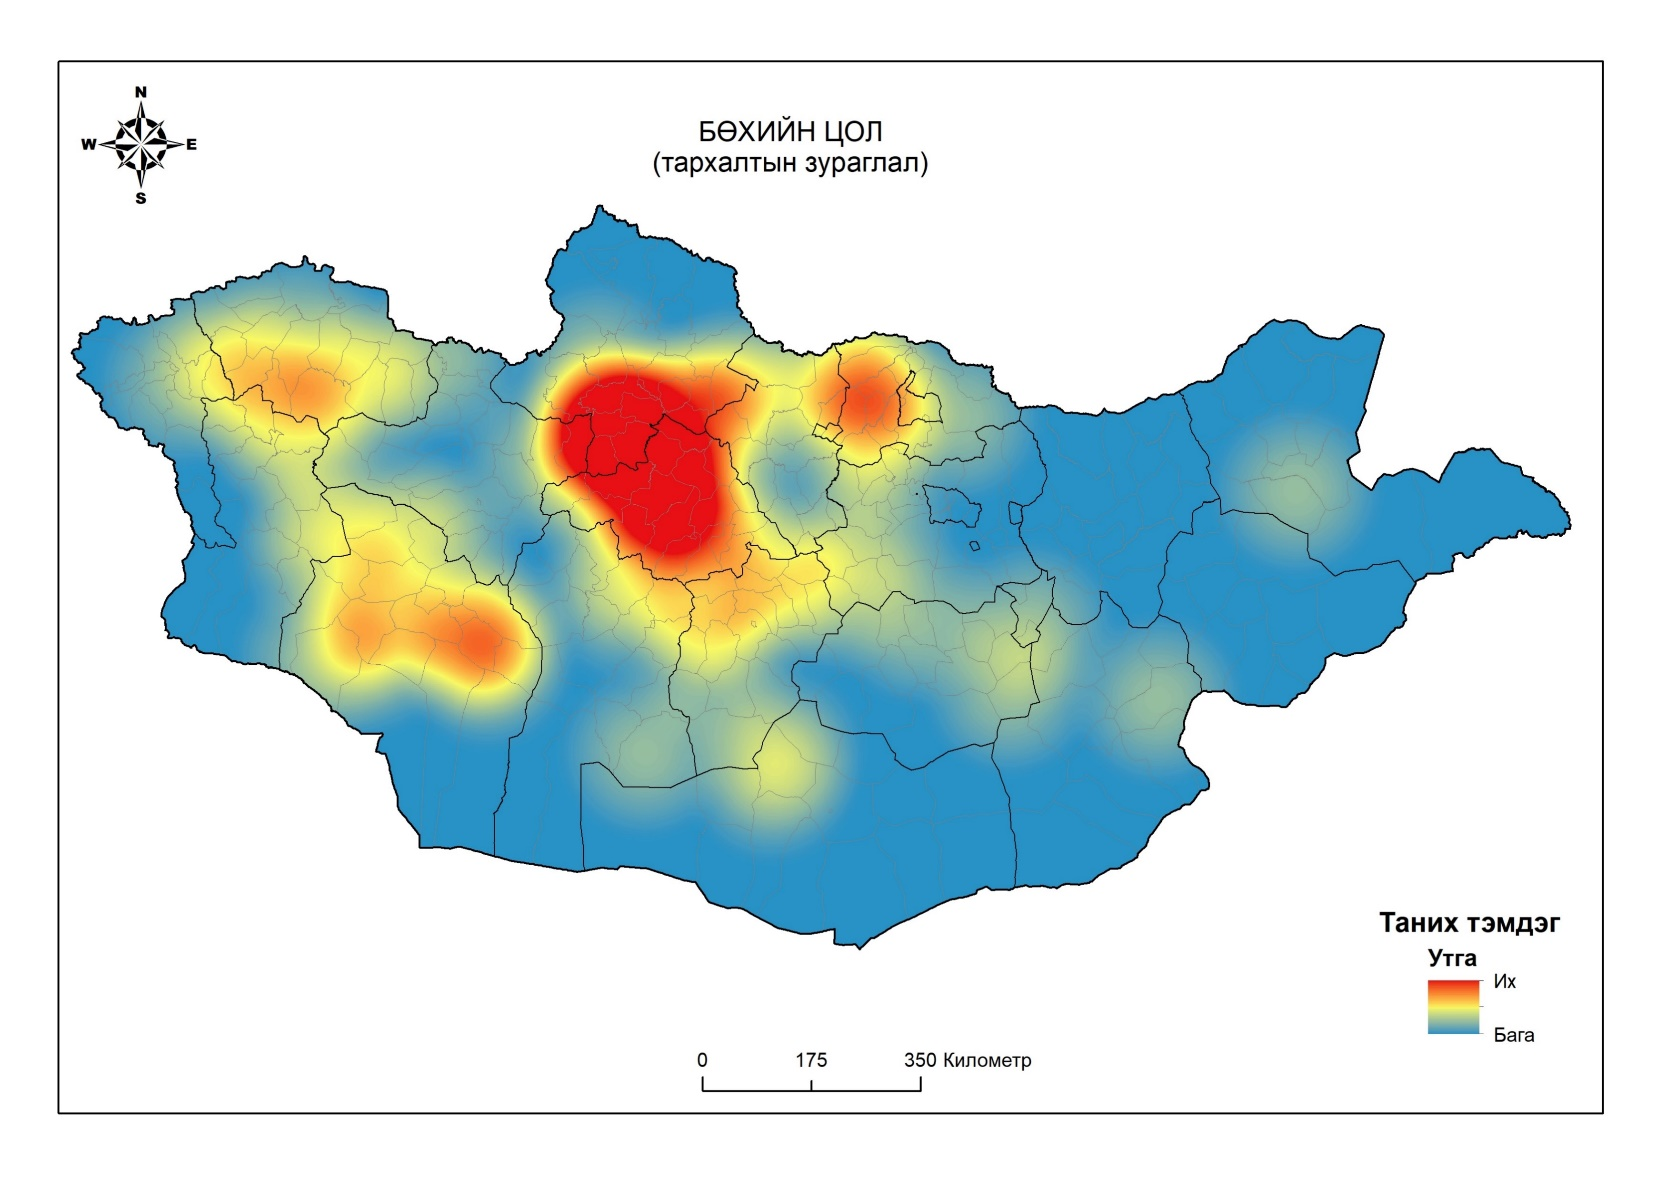 N
W E
S
БӨХИЙН ЦОЛ
(тархалтын зураглал)
Таних тэмдэг
Утга
Их
Бага
0 175 350 Километр